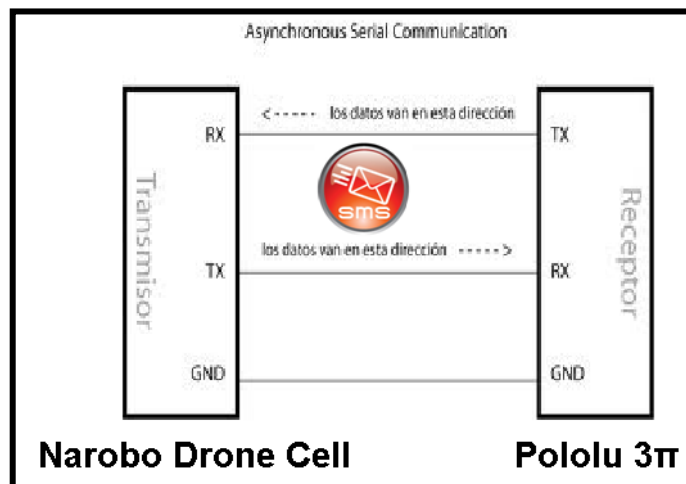 Asynchronous Serial Communication
<----- los datos van en esta dirección
RX
TX
Transmisor
sms
Receptor
los datos van en esta dirección ----->
TX
RX
GND
GND
Narobo Drone Cell
Pololu 3π